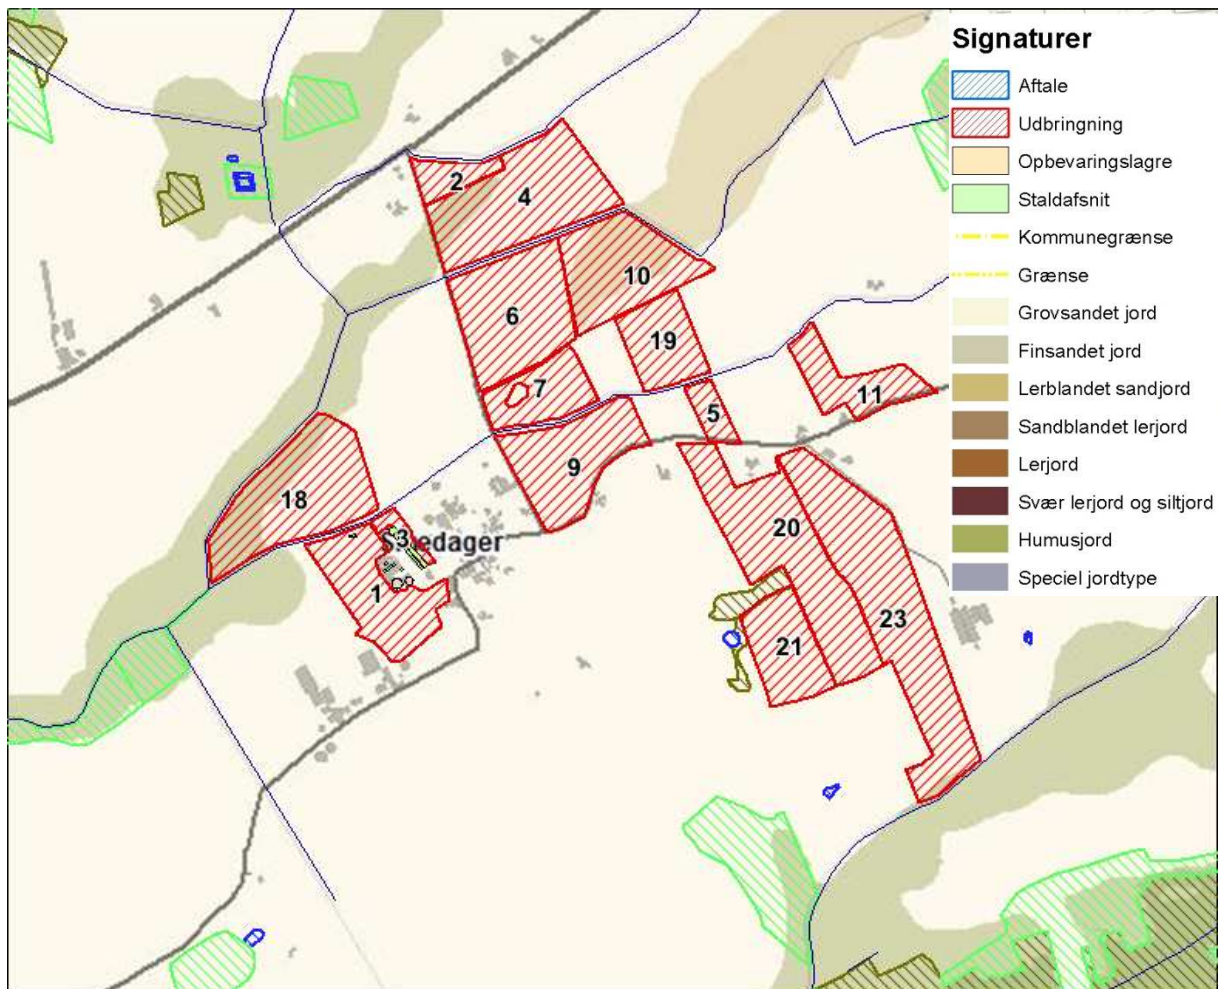 Signaturer
Aftale
Udbringning
Opbevaringslagre
Staldafsnit
Kommunegrænse
Grænse
Grovsandet jord
Finsandet jord
Lerblandet sandjord
Sandblandet lerjord
Lerjord
Svær lerjord og siltjord
Humusjord
Speciel jordtype
2
4
10
6
19
7
11
5
9
18
20
3
1
23
21